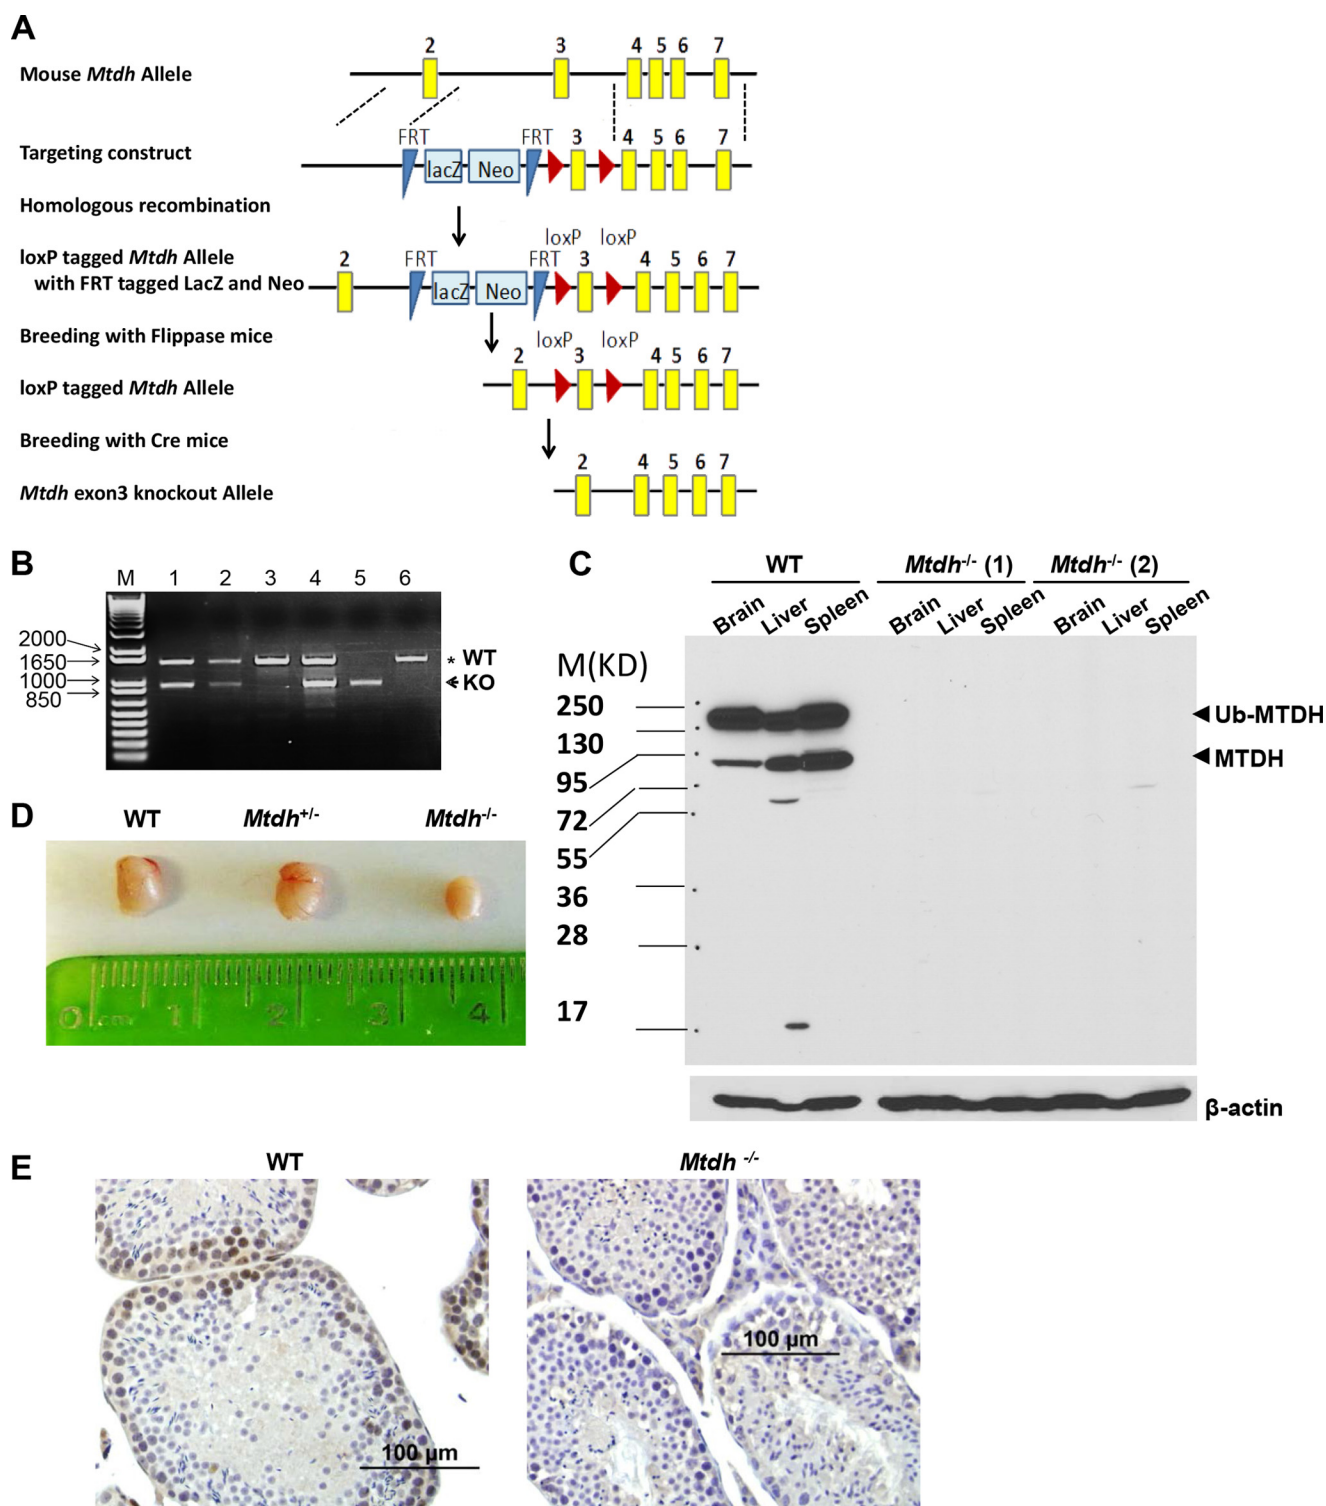 A
Mouse Mtdh Allele
2 3 4 5 6 7
Targeting construct
FRT lacZ Neo FRT 3 4 5 6 7
Homologous recombination
loxP tagged Mtdh Allele
with FRT tagged LacZ and Neo
loxP loxP
2 FRT lacZ Neo FRT 3 4 5 6 7
Breeding with Flippase mice
loxP loxP
loxP tagged Mtdh Allele
2 3 4 5 6 7
Breeding with Cre mice
Mtdh exon3 knockout Allele
2 4 5 6 7
B
M 1 2 3 4 5 6
2000
1650
1000
850
* WT
KO
C
WT Mtdh-/- (1) Mtdh-/- (2)
Brain Liver Spleen Brain Liver Spleen Brain Liver Spleen
M(KD)
250
130
95
72
55
36
28
17
Ub-MTDH
MTDH
β-actin
D
WT Mtdh+/- Mtdh-/-
0 cm 1 2 3 4
E
WT Mtdh -/-
100 µm
100 µm